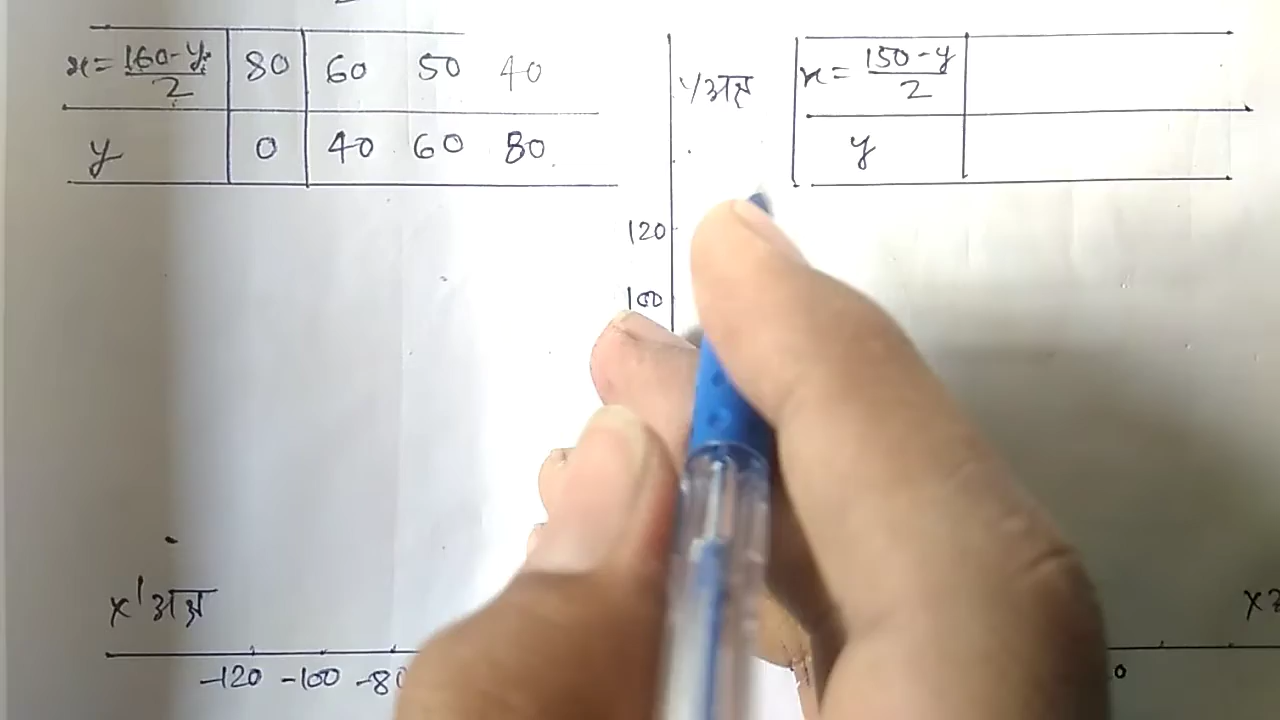 x = 160-y/2 80 60 50 40
y 0 40 60 80
y अक्ष
x = 150-y/2
y
120
100
x' अक्ष
-120 -100 -80
0